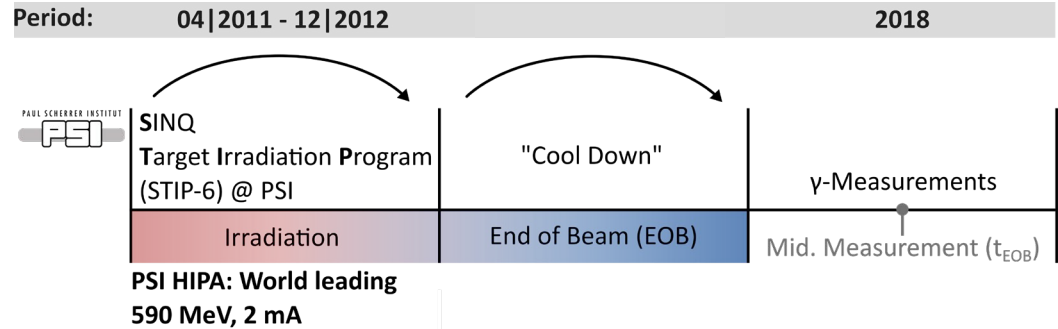 Period: 04|2011 - 12|2012 2018
PAUL SCHERRER INSTITUT
PSI
SINQ
Target Irradiation Program
(STIP-6) @ PSI
"Cool Down"
γ-Measurements
Irradiation
End of Beam (EOB)
Mid. Measurement (tEOB)
PSI HIPA: World leading
590 MeV, 2 mA